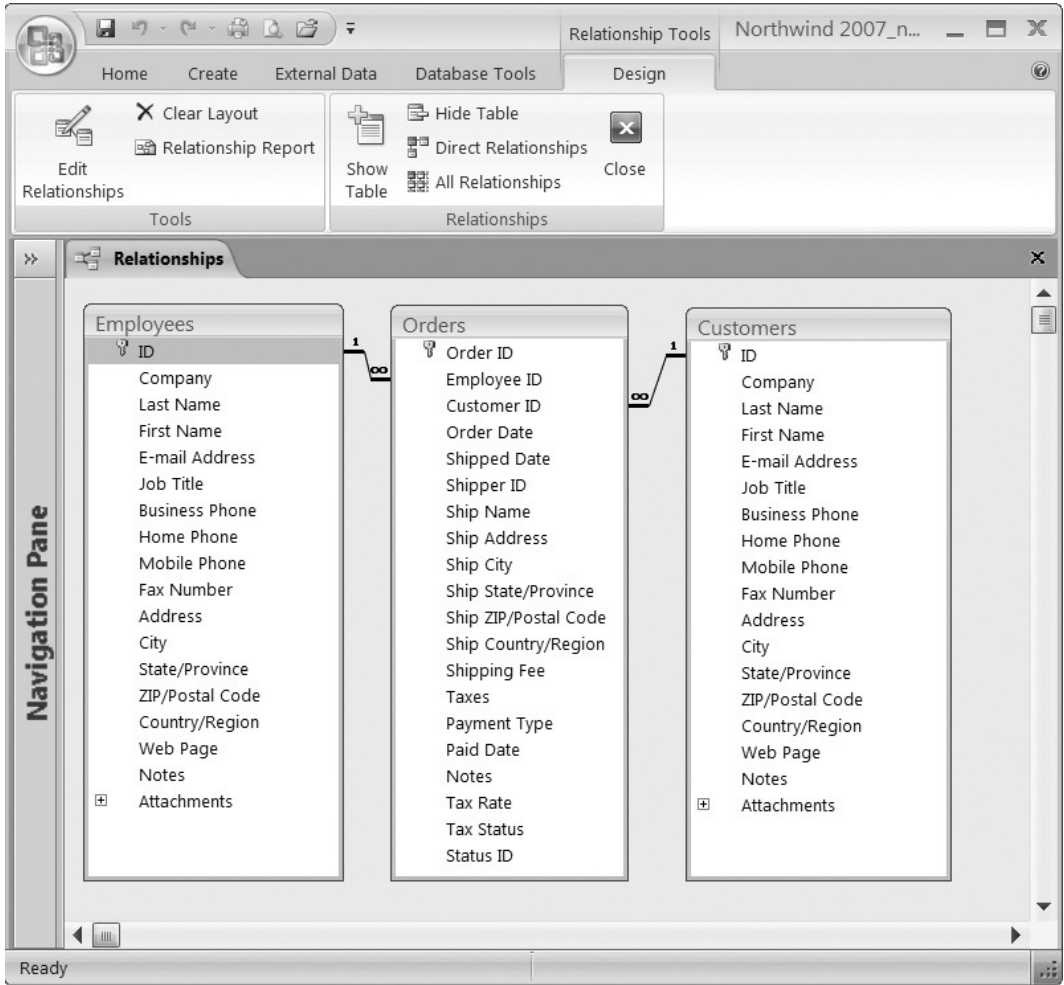 Relationship Tools
Northwind 2007_n...
Home Create External Data Database Tools Design
Edit Relationships
Clear Layout
Relationship Report
Tools
Show Table
Hide Table
Direct Relationships
All Relationships
Close
Relationships
Relationships
Navigation Pane
Employees
ID
Company
Last Name
First Name
E-mail Address
Job Title
Business Phone
Home Phone
Mobile Phone
Fax Number
Address
City
State/Province
ZIP/Postal Code
Country/Region
Web Page
Notes
Attachments
1
∞
Orders
Order ID
Employee ID
Customer ID
Order Date
Shipped Date
Shipper ID
Ship Name
Ship Address
Ship City
Ship State/Province
Ship ZIP/Postal Code
Ship Country/Region
Shipping Fee
Taxes
Payment Type
Paid Date
Notes
Tax Rate
Tax Status
Status ID
∞
1
Customers
ID
Company
Last Name
First Name
E-mail Address
Job Title
Business Phone
Home Phone
Mobile Phone
Fax Number
Address
City
State/Province
ZIP/Postal Code
Country/Region
Web Page
Notes
Attachments
Ready